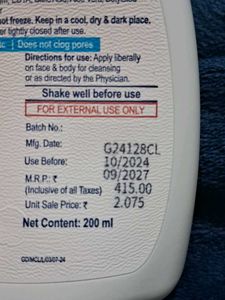 not freeze. Keep in a cool, dry & dark place,
tightly closed after use.
Does not clog pores
Directions for use: Apply liberally
on face & body for cleansing
or as directed by the Physician.
Shake well before use
FOR EXTERNAL USE ONLY
Batch No.:
Mfg. Date: G24128CL
Use Before: 10/2024
M.R.P.: ₹ 09/2027
(Inclusive of all Taxes) 415.00
Unit Sale Price: ₹ 2.075
Net Content: 200 ml